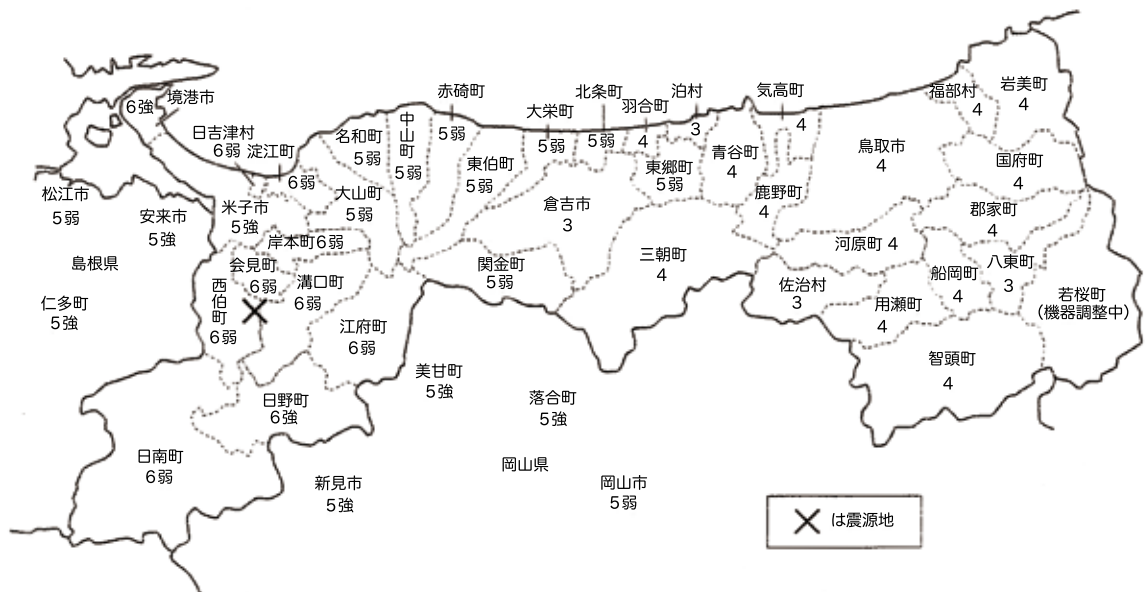 6強
境港市
日吉津村
6弱
淀江町
6弱
名和町
5弱
中山町
5弱
赤碕町
5弱
大栄町
5弱
北条町
5弱
羽合町
4
泊村
3
気高町
4
福部村
4
岩美町
4
松江市
5弱
安来市
5強
島根県
仁多町
5強
米子市
5強
大山町
5弱
東伯町
5弱
倉吉市
3
東郷町
5弱
青谷町
4
鹿野町
4
鳥取市
4
国府町
4
岸本町6弱
会見町
6弱
溝口町
6弱
西伯町
6弱
江府町
6弱
関金町
5弱
三朝町
4
河原町 4
郡家町
4
佐治村
3
用瀬町
4
船岡町
4
八東町
3
若桜町
(機器調整中)
智頭町
4
日野町
6強
日南町
6弱
美甘町
5強
落合町
5強
新見市
5強
岡山県
岡山市
5弱
は震源地